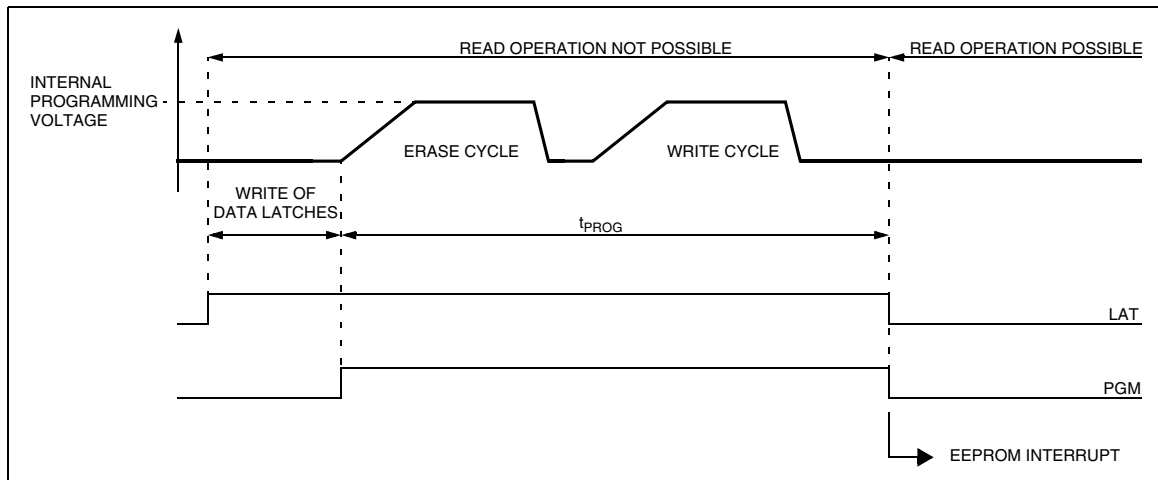 READ OPERATION NOT POSSIBLE
READ OPERATION POSSIBLE
INTERNAL
PROGRAMMING
VOLTAGE
ERASE CYCLE
WRITE CYCLE
WRITE OF
DATA LATCHES
tPROG
LAT
PGM
EEPROM INTERRUPT